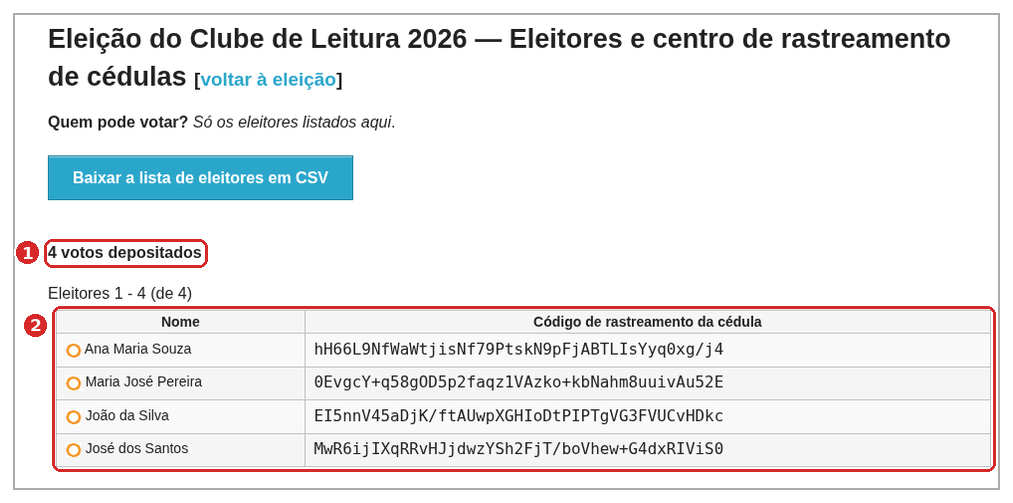 Eleição do Clube de Leitura 2026 — Eleitores e centro de rastreamento
de cédulas [voltar à eleição]
Quem pode votar? Só os eleitores listados aqui.
Baixar a lista de eleitores em CSV
1 4 votos depositados
Eleitores 1 - 4 (de 4)
2
Nome Código de rastreamento da cédula
Ana Maria Souza hH66L9NfWaWtjisNf79PtskN9pFjABTLIsYyq0xg/j4
Maria José Pereira 0EvgcY+q58gOD5p2faqz1VAzko+kbNahm8uuivAu52E
João da Silva EI5nnV45aDjK/ftAUwpXGHIoDtPIPTgVG3FVUCvHDkc
José dos Santos MwR6ijIXqRRvHJjdwzYSh2FjT/boVhew+G4dxRIViS0